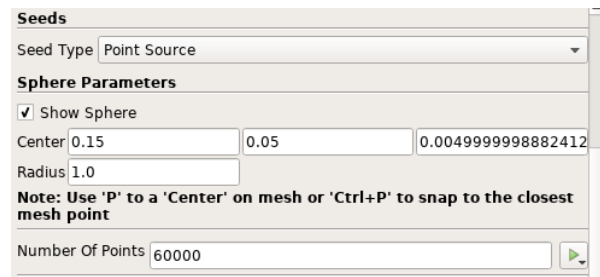 Seeds
Seed Type Point Source
Sphere Parameters
Show Sphere
Center 0.15 0.05 0.0049999998882412
Radius 1.0
Note: Use 'P' to a 'Center' on mesh or 'Ctrl+P' to snap to the closest
mesh point
Number Of Points 60000